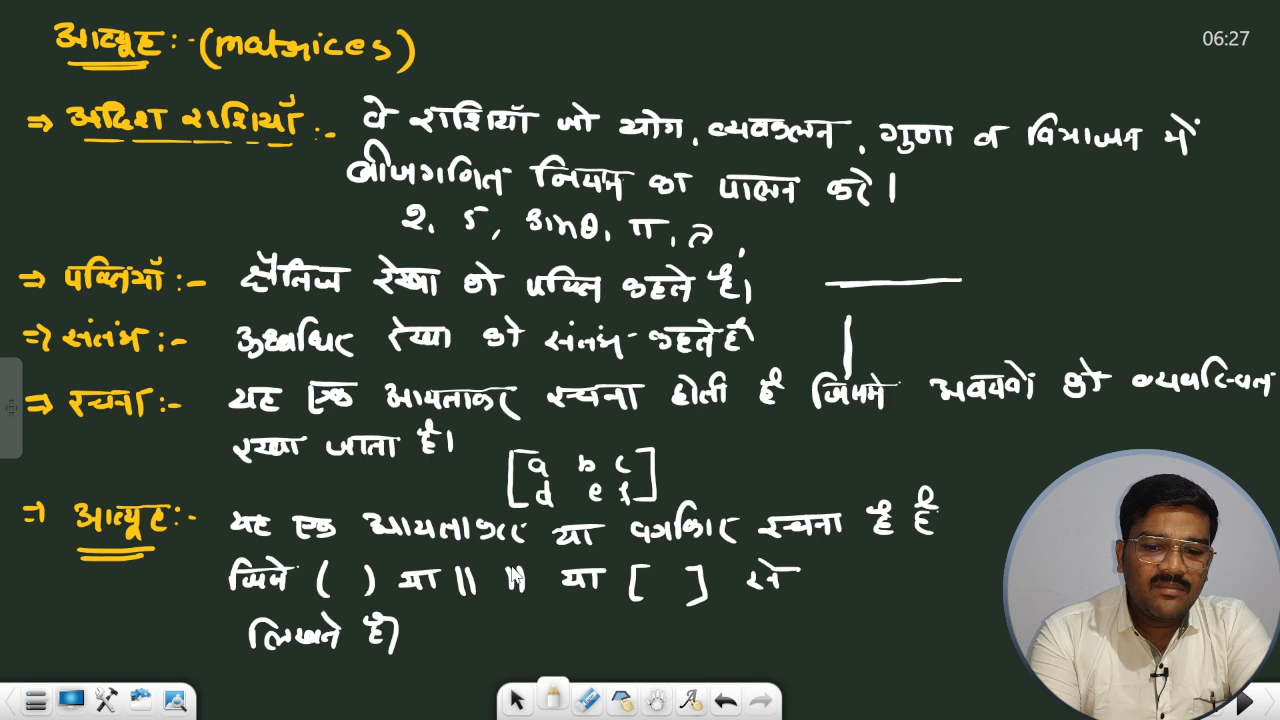 आव्यूह :- (matrices)
06:27
⇒ अदिश राशियाँ :- वे राशियाँ जो योग, व्यवकलन, गुणा व विभाजन में
बीजगणित नियम का पालन करे।
2, 5, sinθ, π,
⇒ पंक्तियाँ :- क्षैतिज रेखा को पंक्ति कहते है।
⇒ संतंभ :- ऊर्ध्वाधर रेखा को संतंभ कहते है
⇒ रचना :- यह एक आयताकार रचना होती है जिसमे अवयवों को व्यवस्थित
रखा जाता है।
[a b c
d e f]
⇒ आव्यूह :- यह एक आयताकार या वर्गाकार रचना है है
जिसे ( ) या || || या [ ] से
लिखते है)